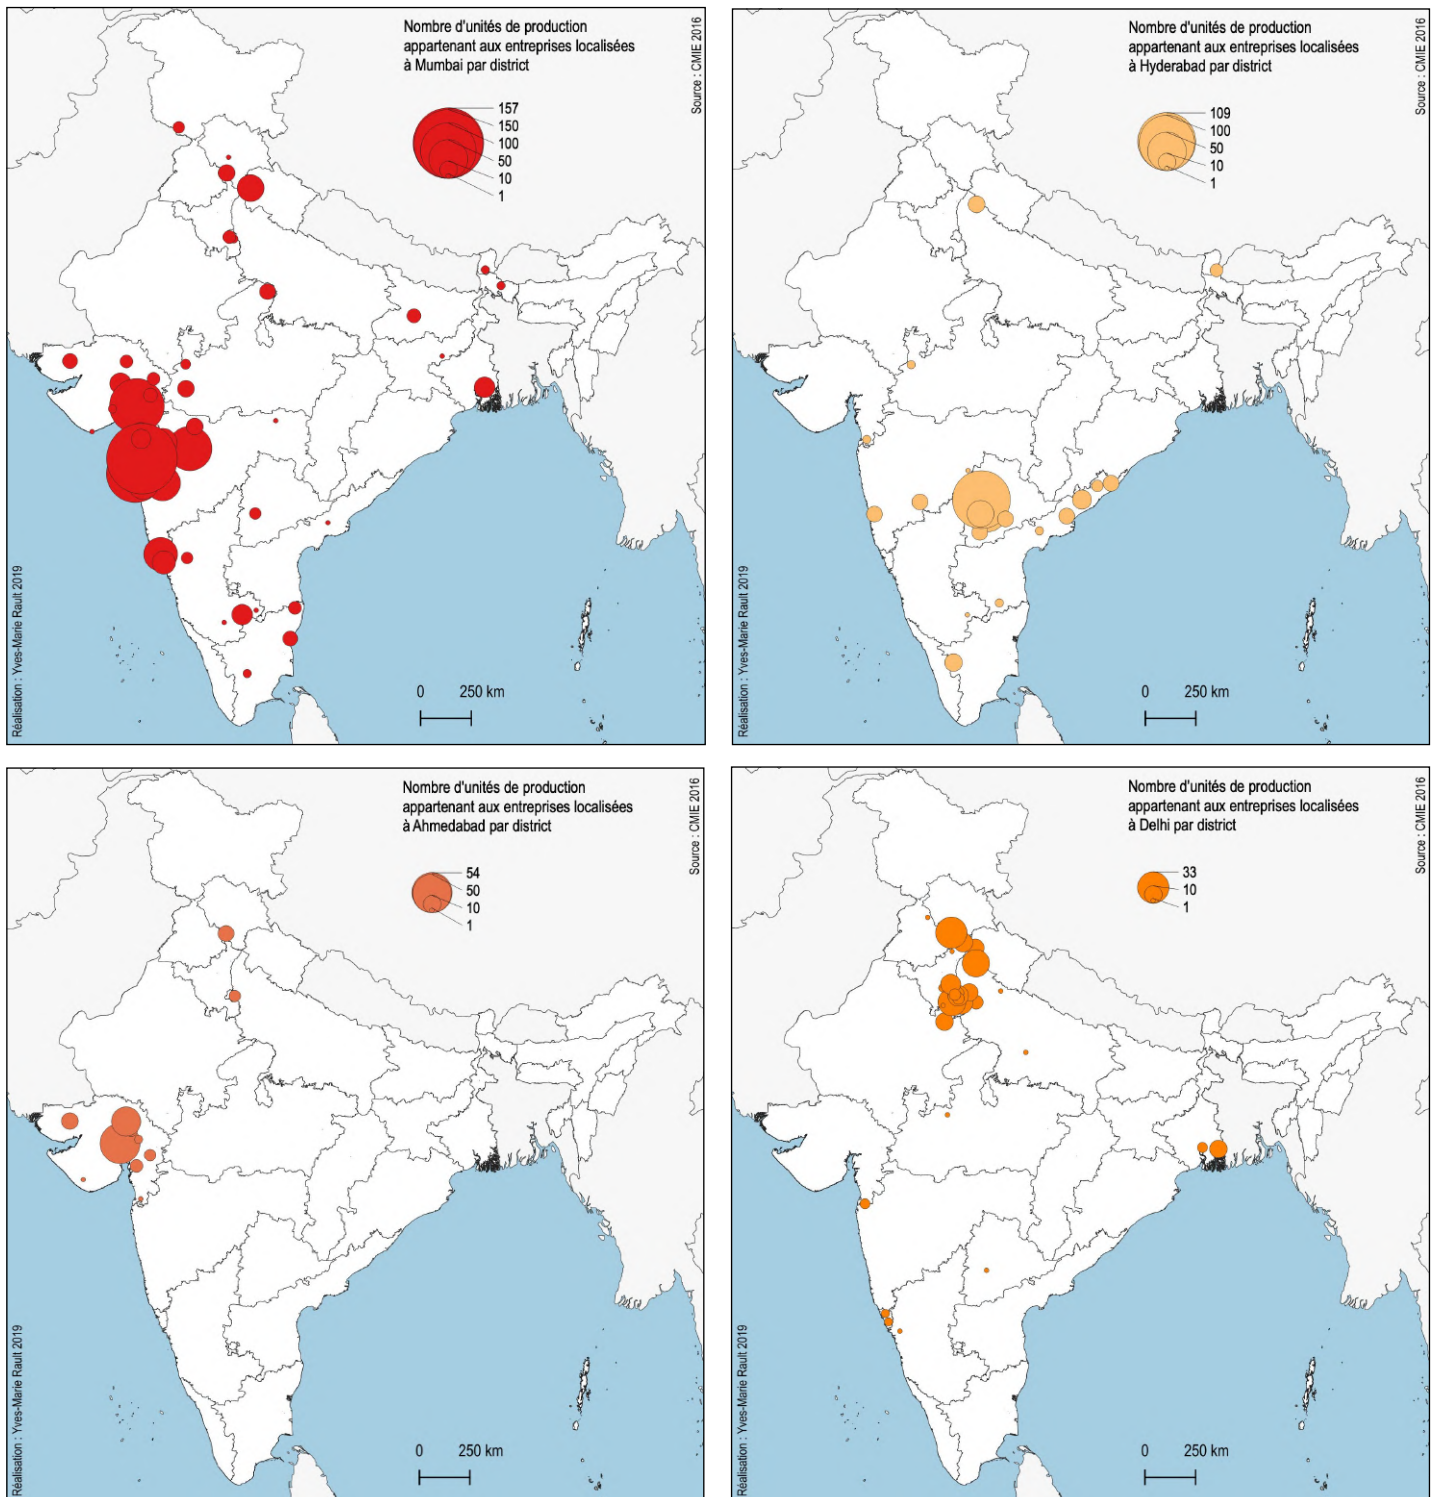 Nombre d'unités de production
appartenant aux entreprises localisées
à Mumbai par district
157
150
100
50
10
1
Source : CMIE 2016
Réalisation : Yves-Marie Rault 2019
0 250 km
Nombre d'unités de production
appartenant aux entreprises localisées
à Hyderabad par district
109
100
50
10
1
Source : CMIE 2016
Réalisation : Yves-Marie Rault 2019
0 250 km
Nombre d'unités de production
appartenant aux entreprises localisées
à Ahmedabad par district
54
50
10
1
Source : CMIE 2016
Réalisation : Yves-Marie Rault 2019
0 250 km
Nombre d'unités de production
appartenant aux entreprises localisées
à Delhi par district
33
10
1
Source : CMIE 2016
Réalisation : Yves-Marie Rault 2019
0 250 km